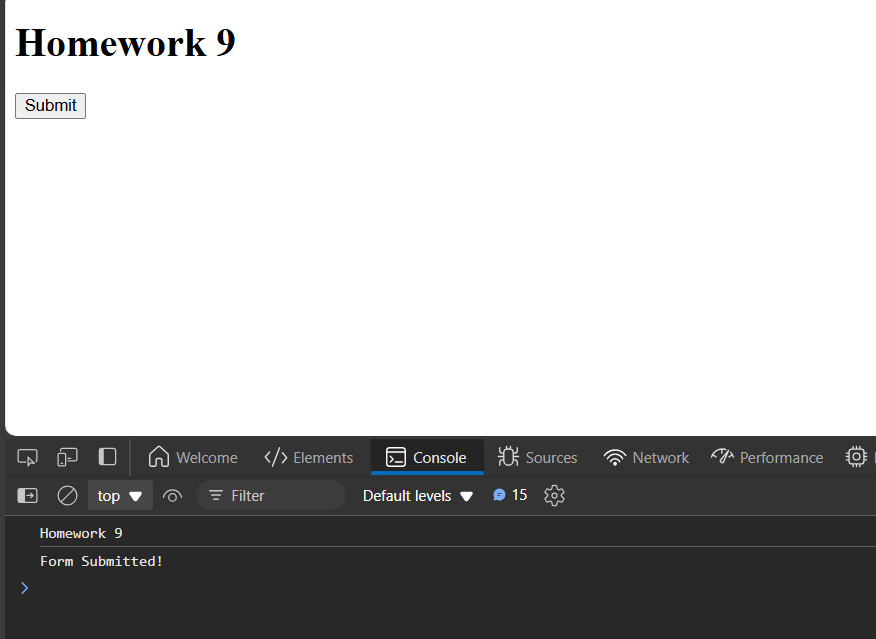 Homework 9
Submit
Welcome Elements Console Sources Network Performance
top Filter Default levels 15
Homework 9
Form Submitted!